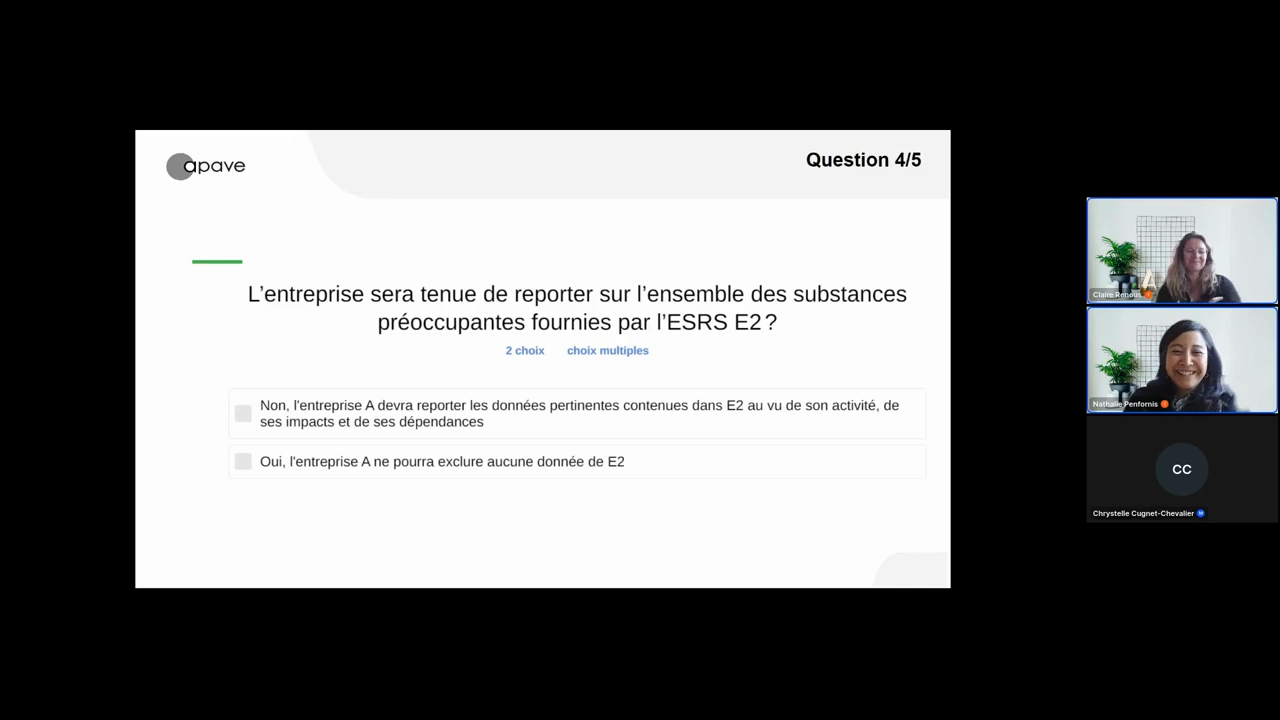 apave
Question 4/5
L'entreprise sera tenue de reporter sur l'ensemble des substances
préoccupantes fournies par l'ESRS E2 ?
2 choix choix multiples
Non, l'entreprise A devra reporter les données pertinentes contenues dans E2 au vu de son activité, de
ses impacts et de ses dépendances
Oui, l'entreprise A ne pourra exclure aucune donnée de E2
Claire Renous
Nathalie Penfornis
CC
Chrystelle Cugnet-Chevalier